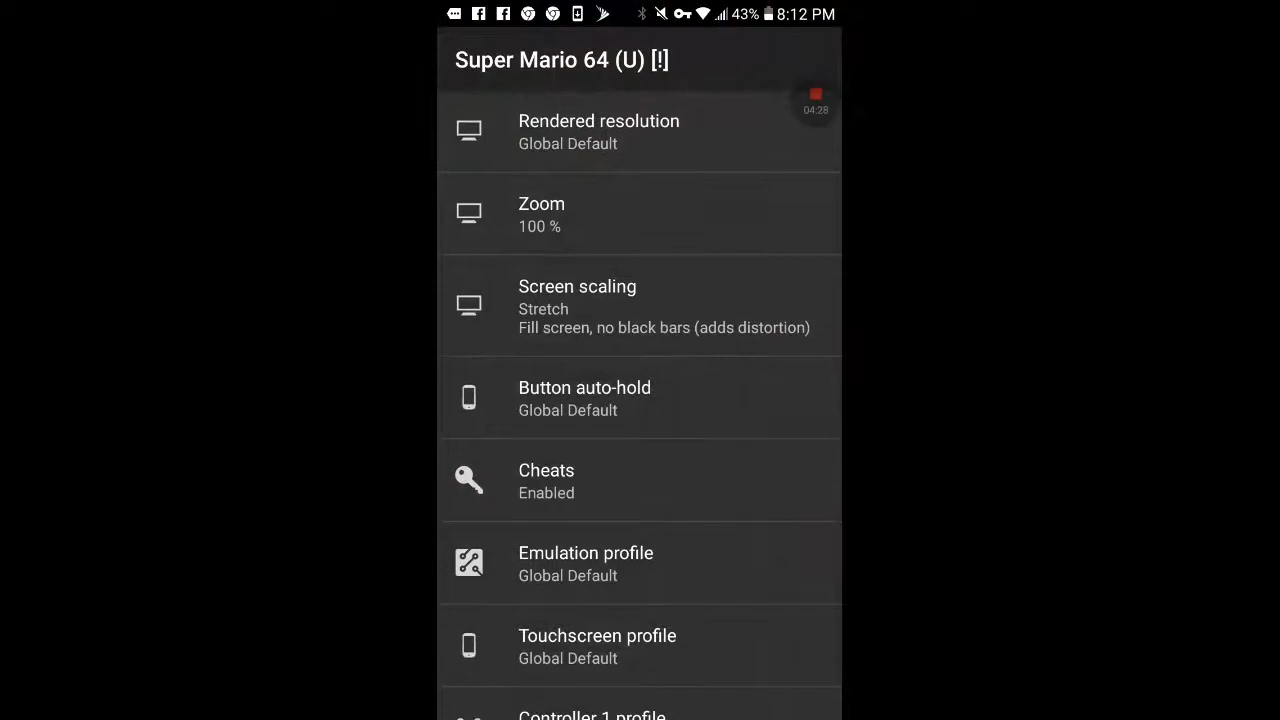 43% 8:12 PM
Super Mario 64 (U) [!]
04:28
Rendered resolution
Global Default
Zoom
100 %
Screen scaling
Stretch
Fill screen, no black bars (adds distortion)
Button auto-hold
Global Default
Cheats
Enabled
Emulation profile
Global Default
Touchscreen profile
Global Default
Controller 1 profile